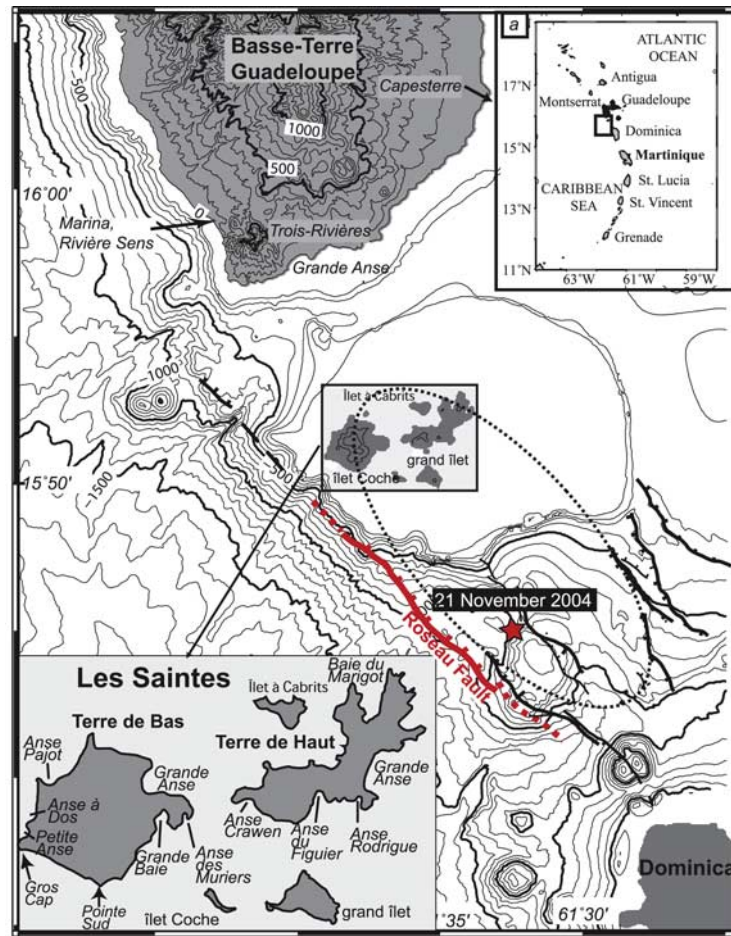 Basse-Terre
Guadeloupe
Capesterre
500
1000
500
16°00'
0
Marina,
Rivière Sens
Trois-Rivières
Grande Anse
a
ATLANTIC
OCEAN
17°N
Antigua
Montserrat
Guadeloupe
Dominica
15°N
Martinique
St. Lucia
CARIBBEAN
SEA
St. Vincent
13°N
Grenade
11°N
63°W
61°W
59°W
-1000
-500
-1500
15°50'
Îlet à Cabrits
grand îlet
îlet Coche
21 November 2004
Roseau Fault
Les Saintes
Baie du
Marigot
Îlet à Cabrits
Terre de Bas
Terre de Haut
Anse
Pajot
Grande
Anse
Grande
Anse
Anse à
Dos
Petite
Anse
Anse
Crawen
Anse
du
Figuier
Anse
Rodrigue
Grande
Baie
Anse
des
Muriers
Gros
Cap
Pointe
Sud
îlet Coche
grand îlet
Dominica
1°35'
61°30'